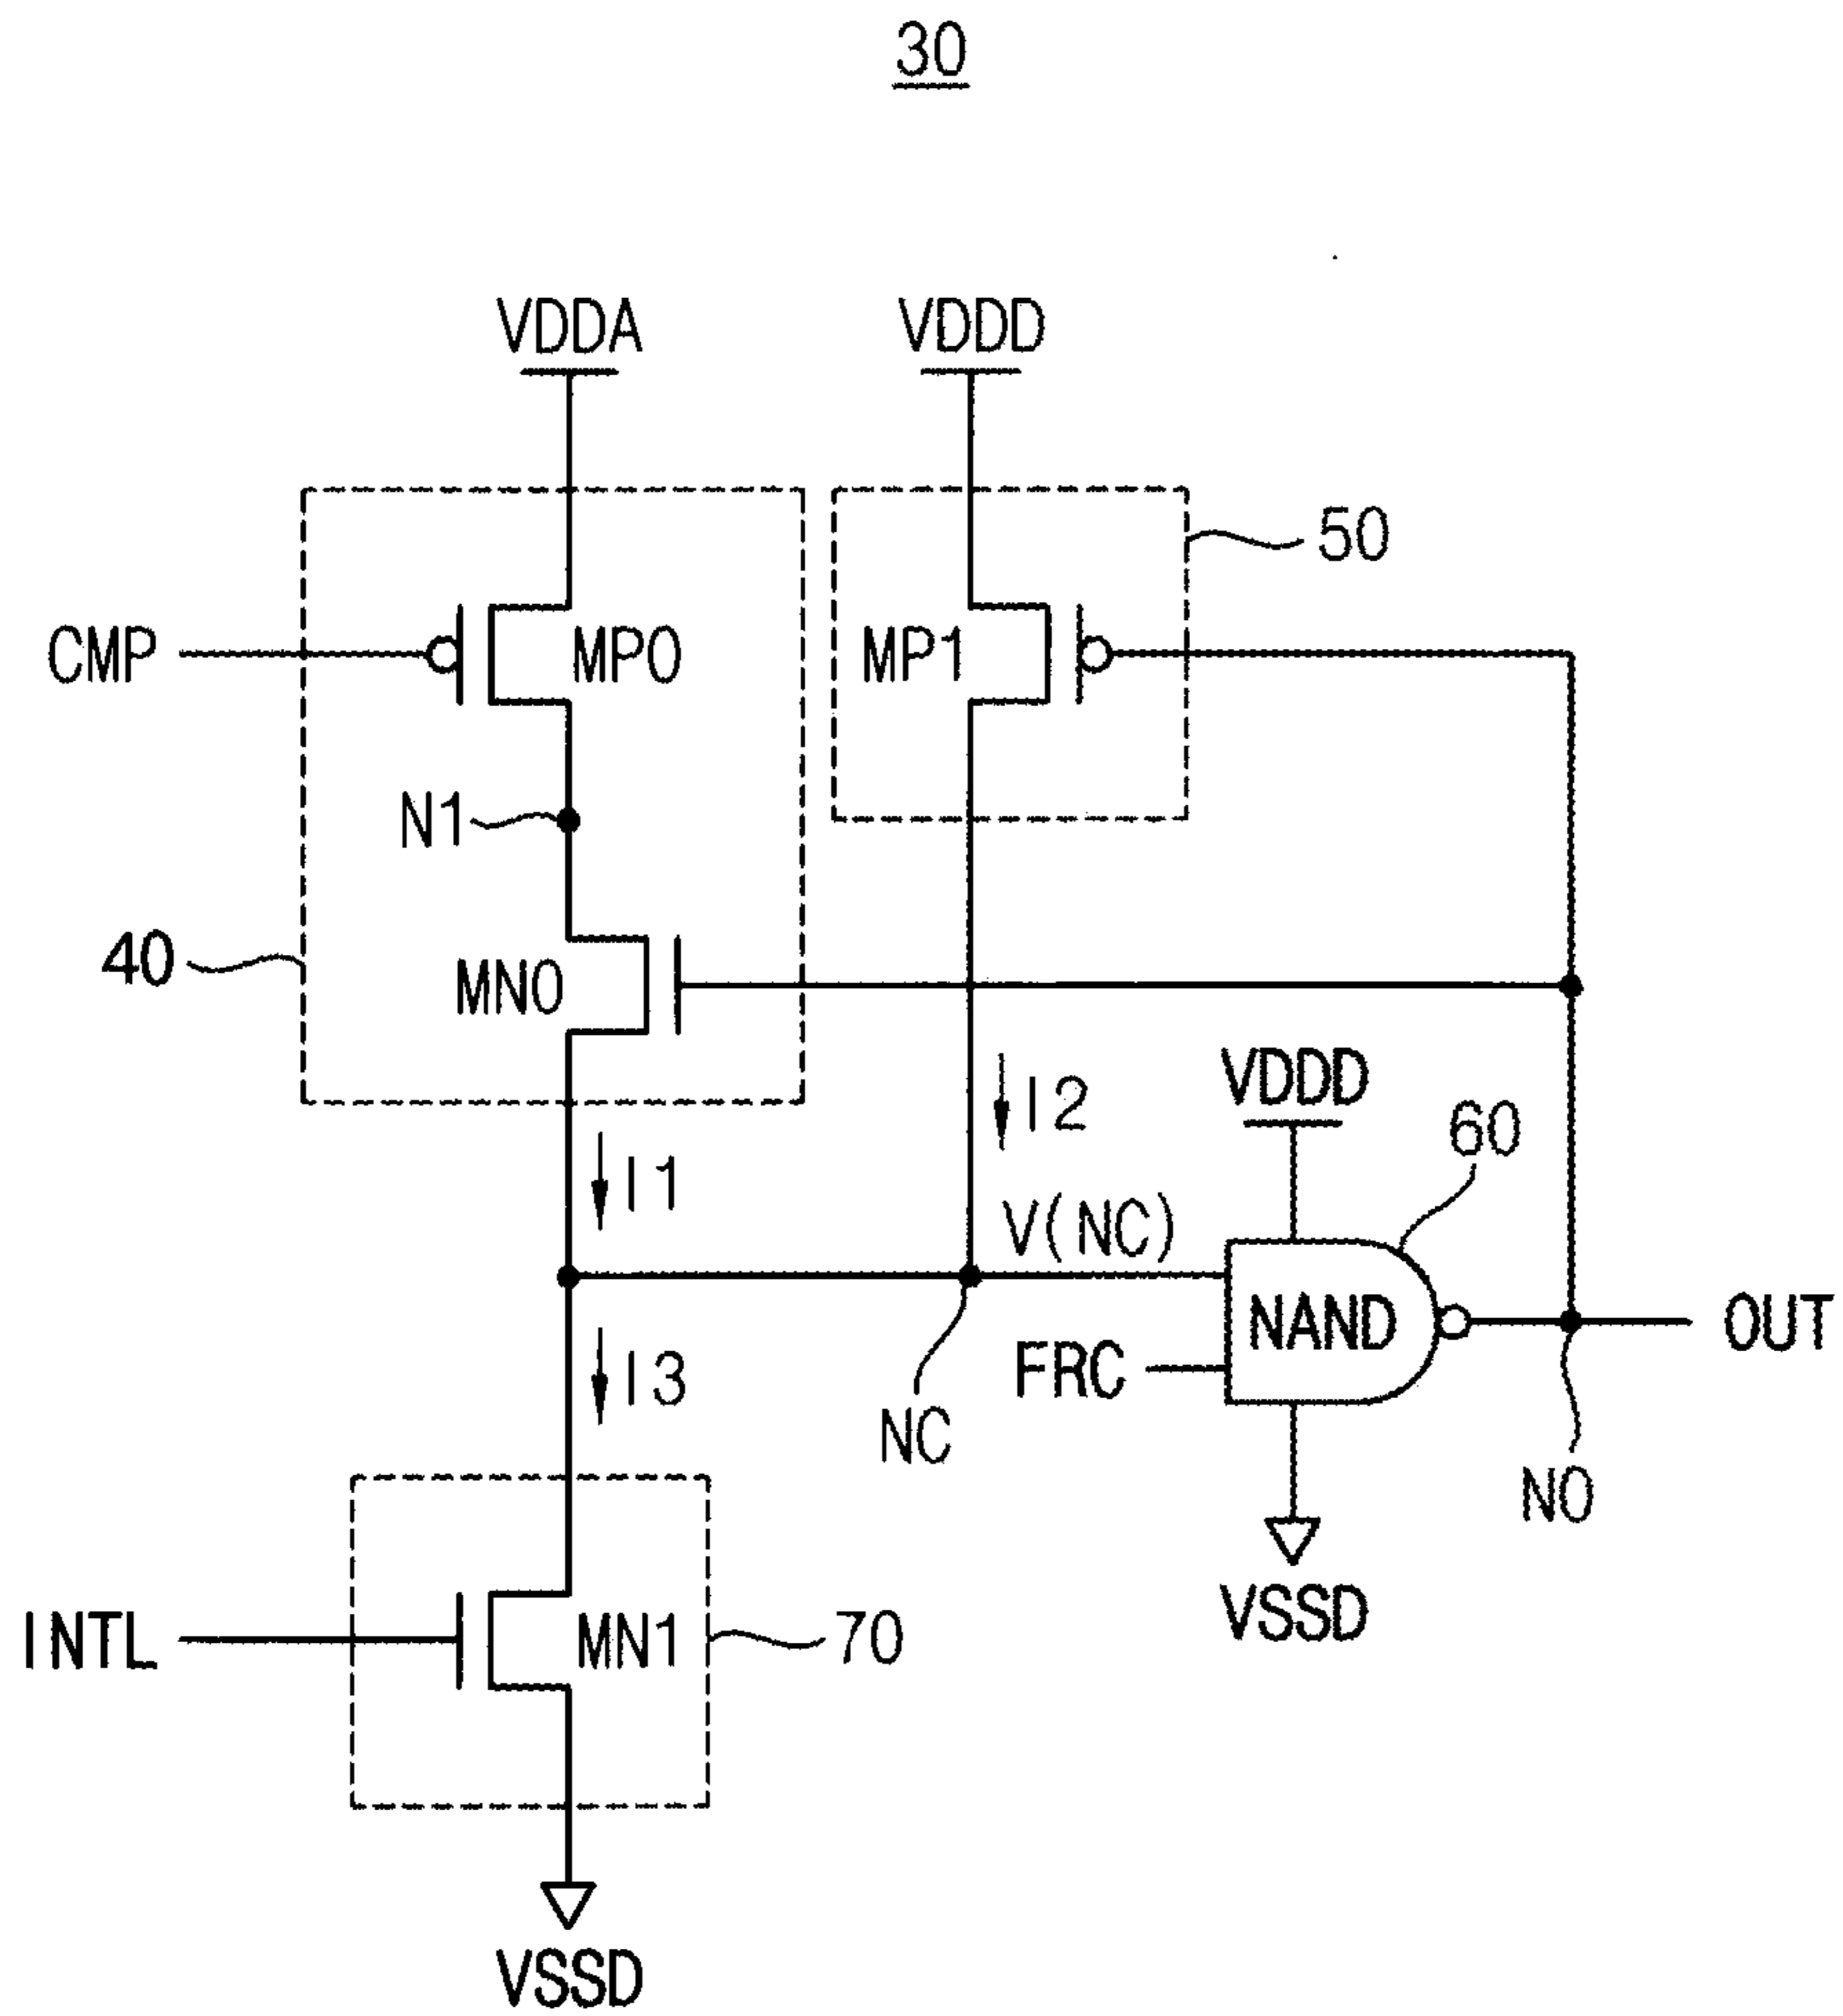 30
VDDA
VDDD
50
CMP
MP0
MP1
N1
40
MN0
I2
VDDD
60
I1
V(NC)
NAND
OUT
FRC
I3
NC
NO
VSSD
INTL
MN1
70
VSSD